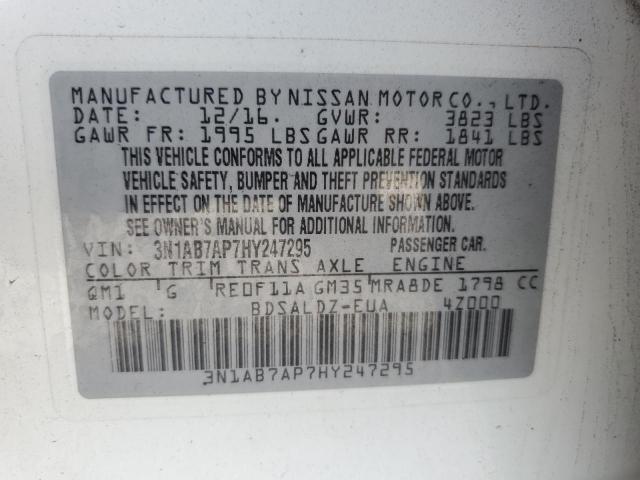 MANUFACTURED BY NISSAN MOTOR CO., LTD.
DATE: 12/16. GVWR: 3823 LBS
GAWR FR: 1995 LBS GAWR RR: 1841 LBS
THIS VEHICLE CONFORMS TO ALL APPLICABLE FEDERAL MOTOR
VEHICLE SAFETY, BUMPER AND THEFT PREVENTION STANDARDS
IN EFFECT ON THE DATE OF MANUFACTURE SHOWN ABOVE.
SEE OWNER'S MANUAL FOR ADDITIONAL INFORMATION.
VIN: 3N1AB7AP7HY247295 PASSENGER CAR.
COLOR TRIM TRANS AXLE ENGINE
QM1 G RE0F11A GM35 MRA8DE 1798 CC
MODEL: BDSALDZ-EUA 4Z000
3N1AB7AP7HY247295